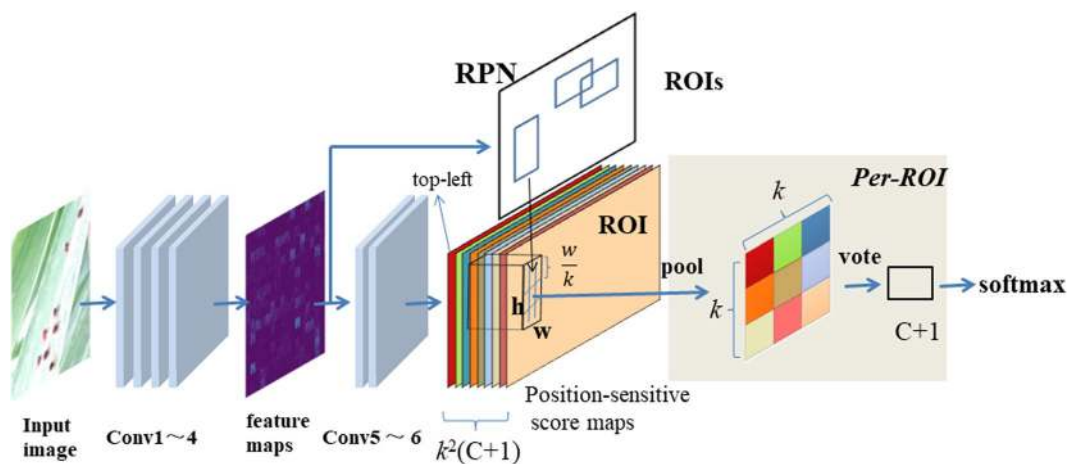 RPN
ROIs
top-left
ROI
w
k
h
w
pool
Per-ROI
k
k
vote
C+1
softmax
Input
image
Conv1～4
feature
maps
Conv5 ～ 6
k²(C+1)
Position-sensitive
score maps